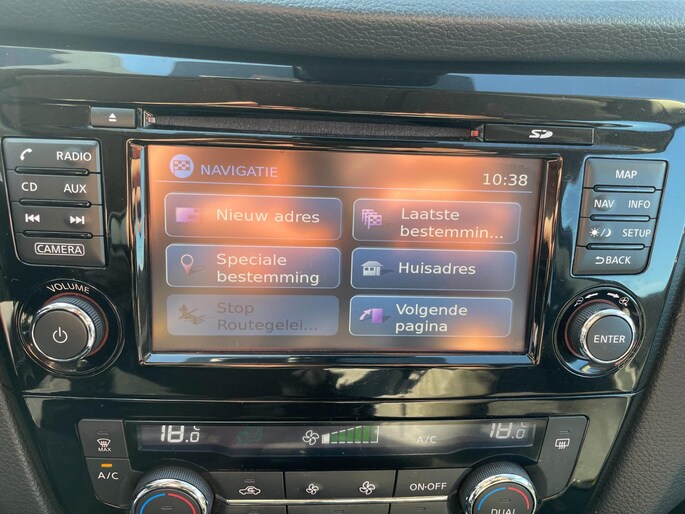 RADIO
CD AUX
CAMERA
VOLUME
SD
NAVIGATIE 10:38
Nieuw adres
Laatste
bestemmin...
Speciale
bestemming
Huisadres
Stop
Routegelei...
Volgende
pagina
MAP
NAV INFO
SETUP
BACK
ENTER
18.0°C A/C 18.0°C
MAX
A/C
ON·OFF
DUAL